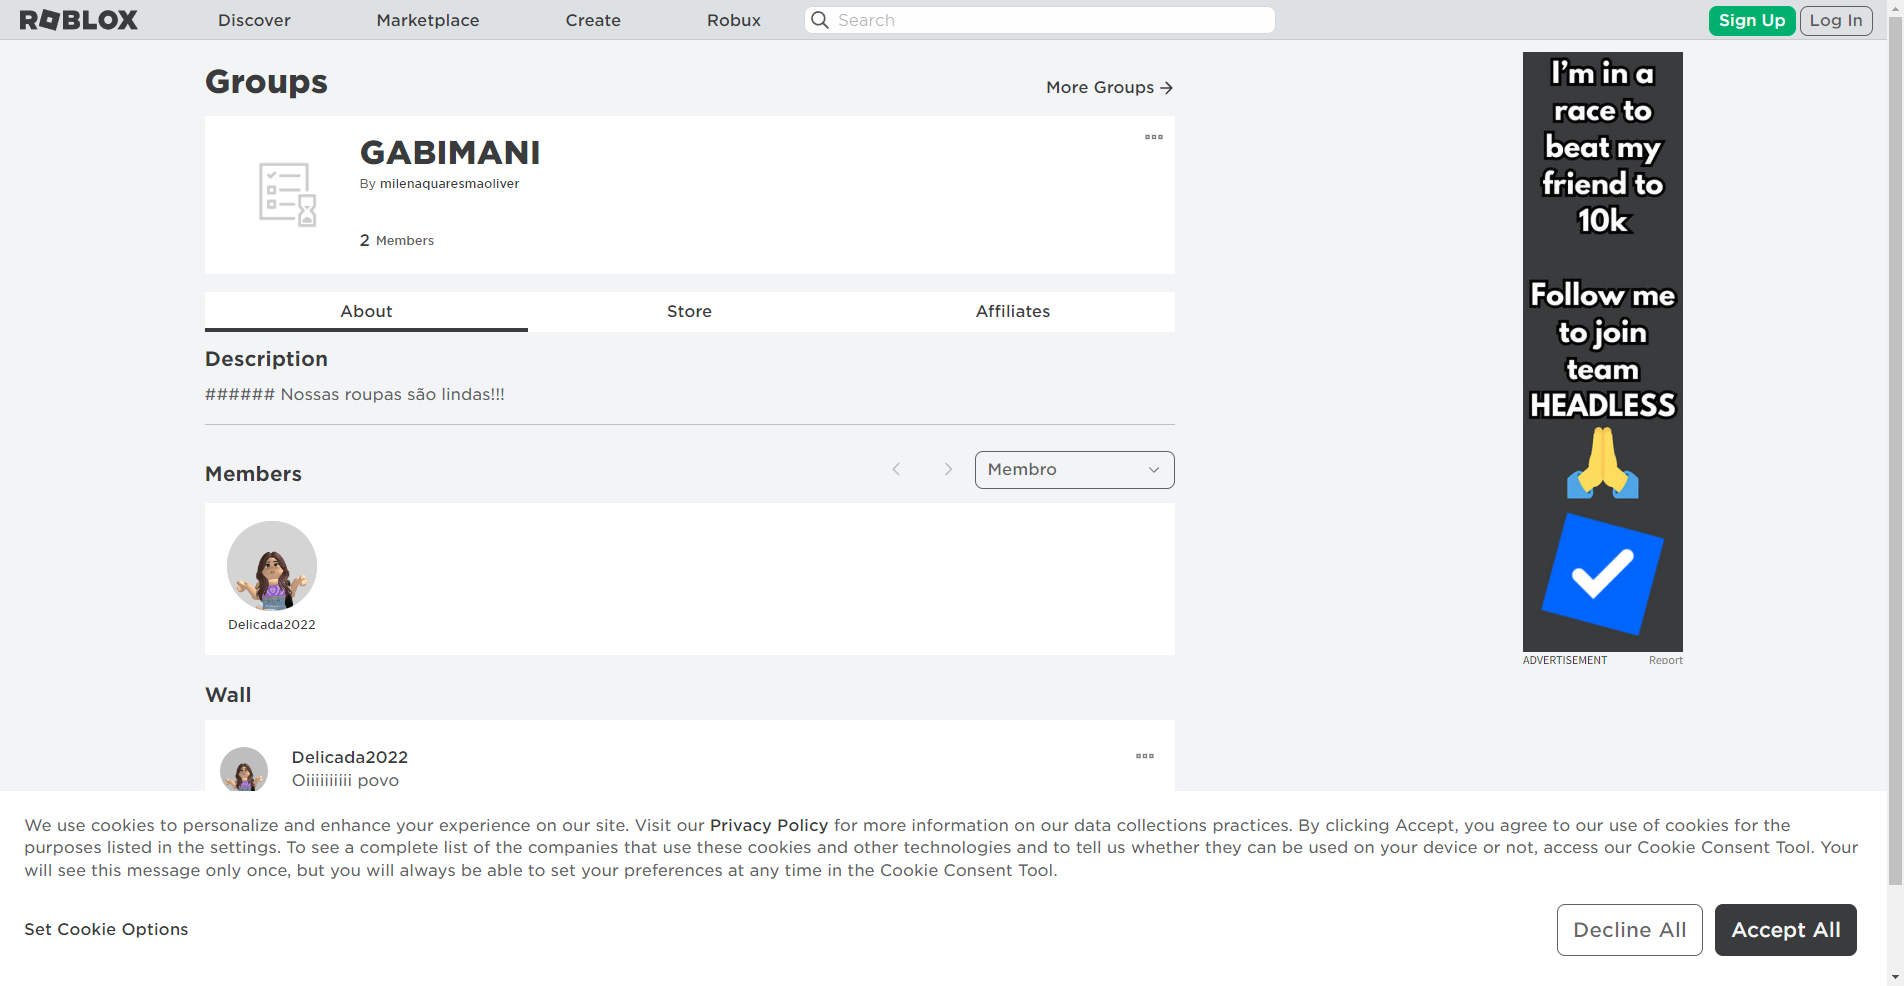 ROBLOX
Discover
Marketplace
Create
Robux
Search
Sign Up
Log In
Groups
More Groups
GABIMANI
By milenaquaresmaoliver
2 Members
About
Store
Affiliates
Description
###### Nossas roupas são lindas!!!
Members
Membro
Delicada2022
Wall
Delicada2022
Oiiiiiiiiii povo
I'm in a
race to
beat my
friend to
10k
Follow me
to join
team
HEADLESS
ADVERTISEMENT
Report
We use cookies to personalize and enhance your experience on our site. Visit our Privacy Policy for more information on our data collections practices. By clicking Accept, you agree to our use of cookies for the
purposes listed in the settings. To see a complete list of the companies that use these cookies and other technologies and to tell us whether they can be used on your device or not, access our Cookie Consent Tool. Your
will see this message only once, but you will always be able to set your preferences at any time in the Cookie Consent Tool.
Set Cookie Options
Decline All
Accept All